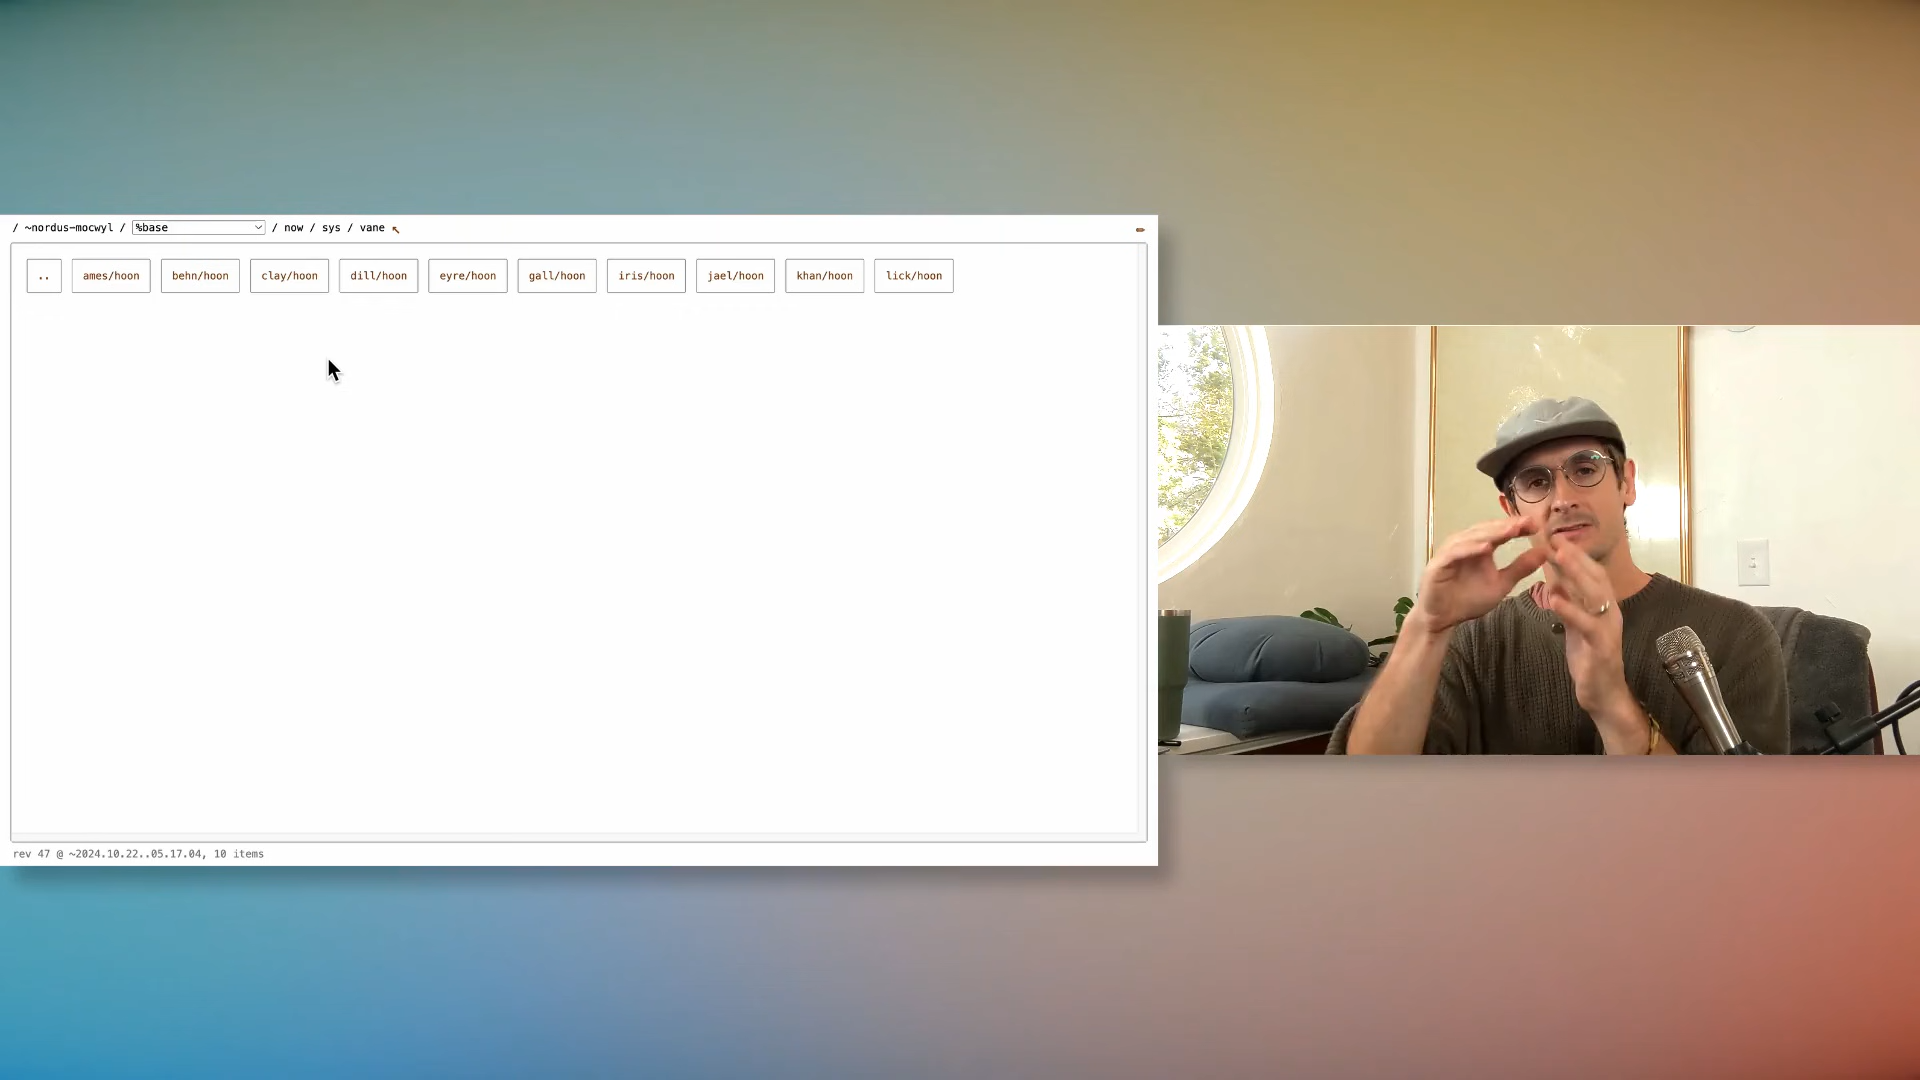 / ~nordus-mocwyl / %base / now / sys / vane
.. ames/hoon behn/hoon clay/hoon dill/hoon eyre/hoon gall/hoon iris/hoon jael/hoon khan/hoon lick/hoon
rev 47 @ ~2024.10.22..05.17.04, 10 items